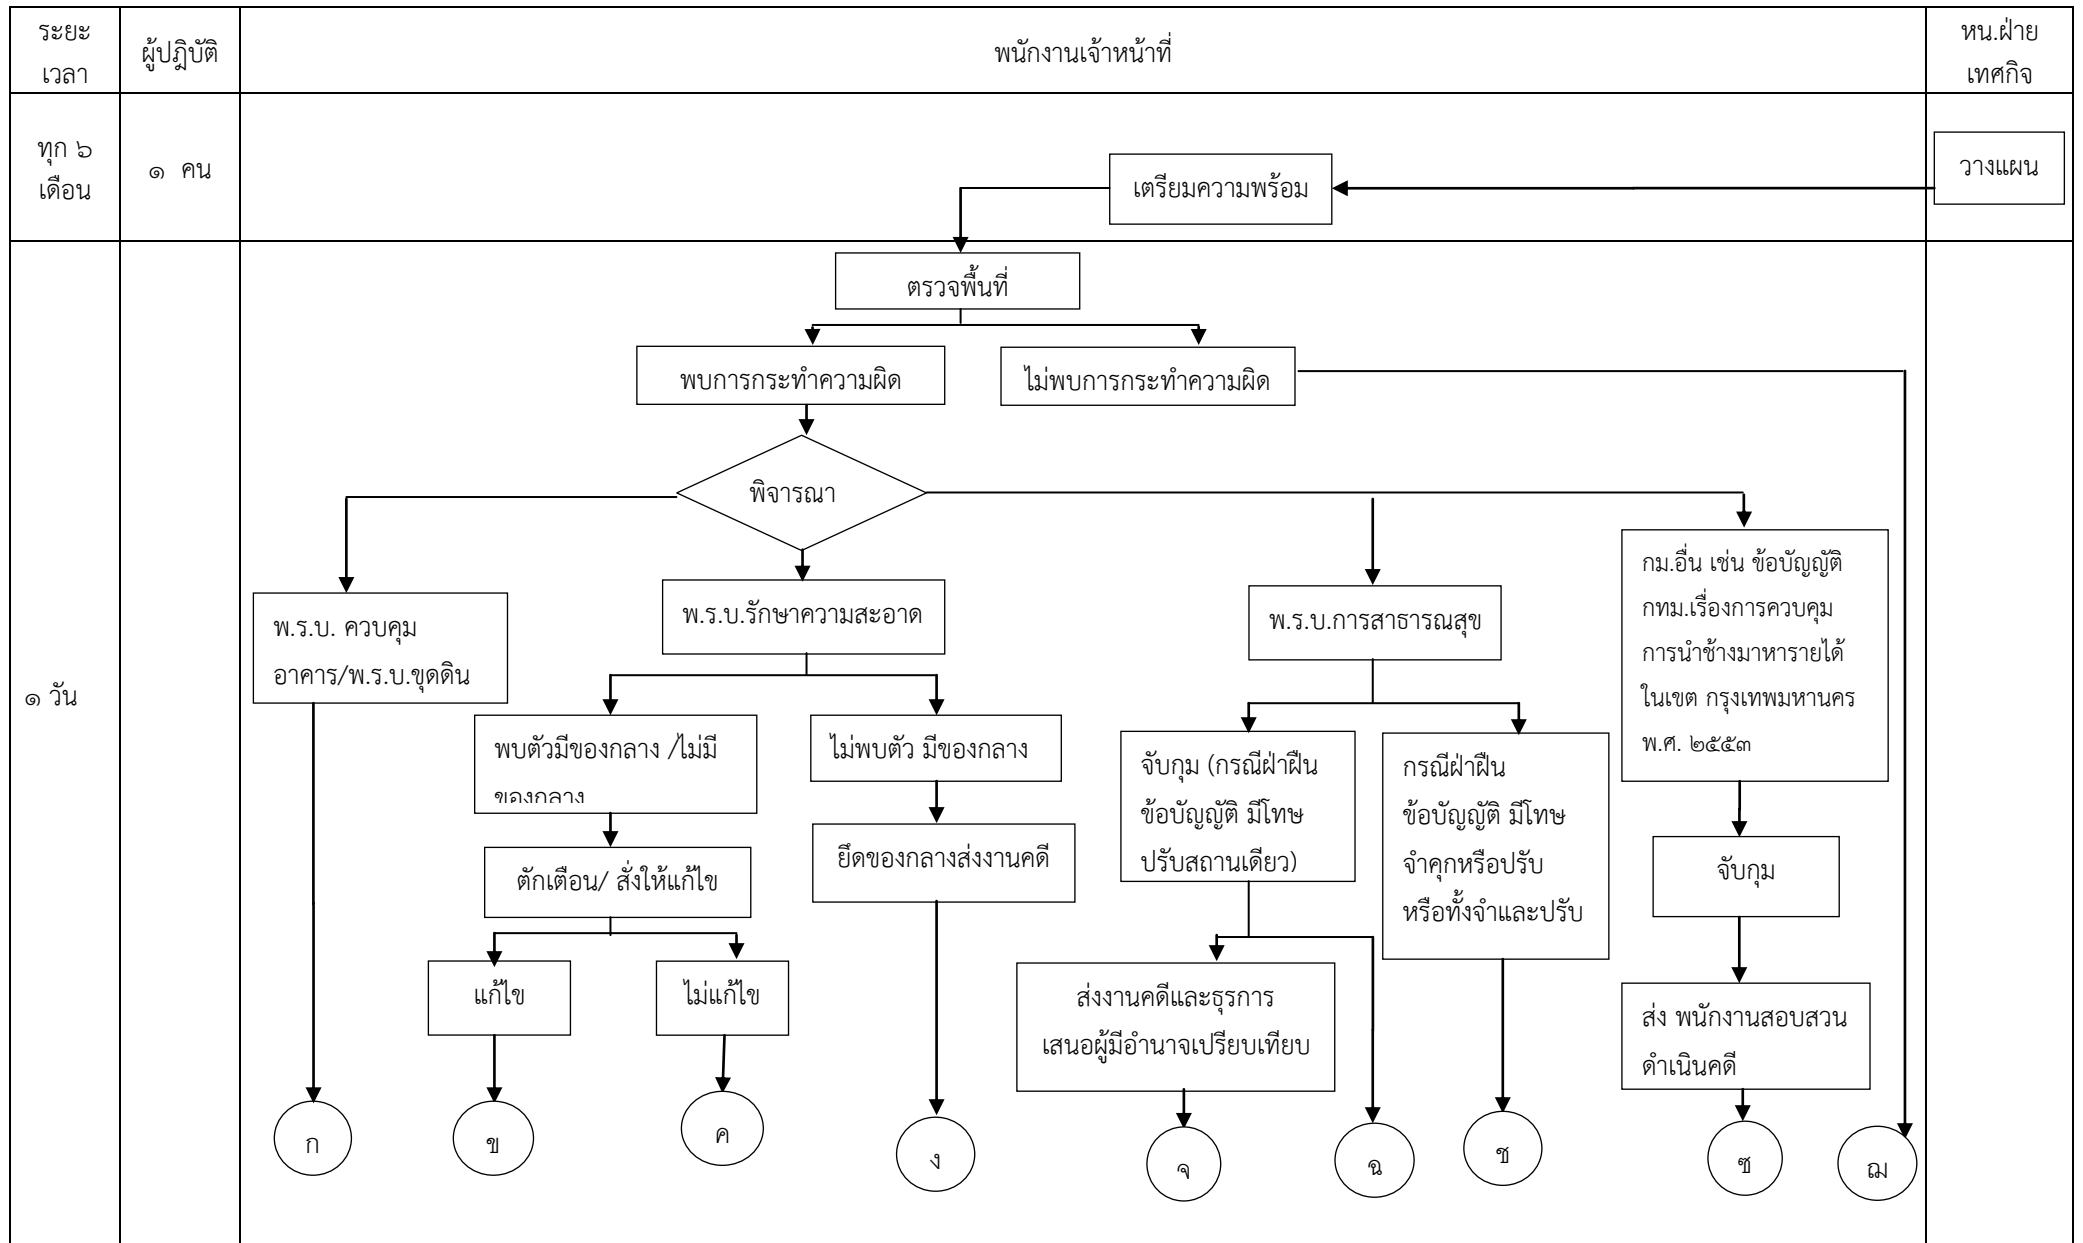 ระยะ
เวลา
ผู้ปฏิบัติ
พนักงานเจ้าหน้าที่
หน.ฝ่าย
เทศกิจ
ทุก ๖
เดือน
๑ คน
เตรียมความพร้อม
วางแผน
ตรวจพื้นที่
พบการกระทำความผิด
ไม่พบการกระทำความผิด
พิจารณา
พ.ร.บ. ควบคุม
อาคาร/พ.ร.บ.ขุดดิน
พ.ร.บ.รักษาความสะอาด
พ.ร.บ.การสาธารณสุข
กม.อื่น เช่น ข้อบัญญัติ
กทม.เรื่องการควบคุม
การนำช้างมาหารายได้
ในเขต กรุงเทพมหานคร
พ.ศ. ๒๕๕๓
๑ วัน
พบตัวมีของกลาง /ไม่มี
ของกลาง
ไม่พบตัว มีของกลาง
จับกุม (กรณีฝ่าฝืน
ข้อบัญญัติ มีโทษ
ปรับสถานเดียว)
กรณีฝ่าฝืน
ข้อบัญญัติ มีโทษ
จำคุกหรือปรับ
หรือทั้งจำและปรับ
ตักเตือน/ สั่งให้แก้ไข
ยึดของกลางส่งงานคดี
จับกุม
แก้ไข
ไม่แก้ไข
ส่งงานคดีและธุรการ
เสนอผู้มีอำนาจเปรียบเทียบ
ส่ง พนักงานสอบสวน
ดำเนินคดี
ก
ข
ค
ง
จ
ฉ
ช
ซ
ฌ